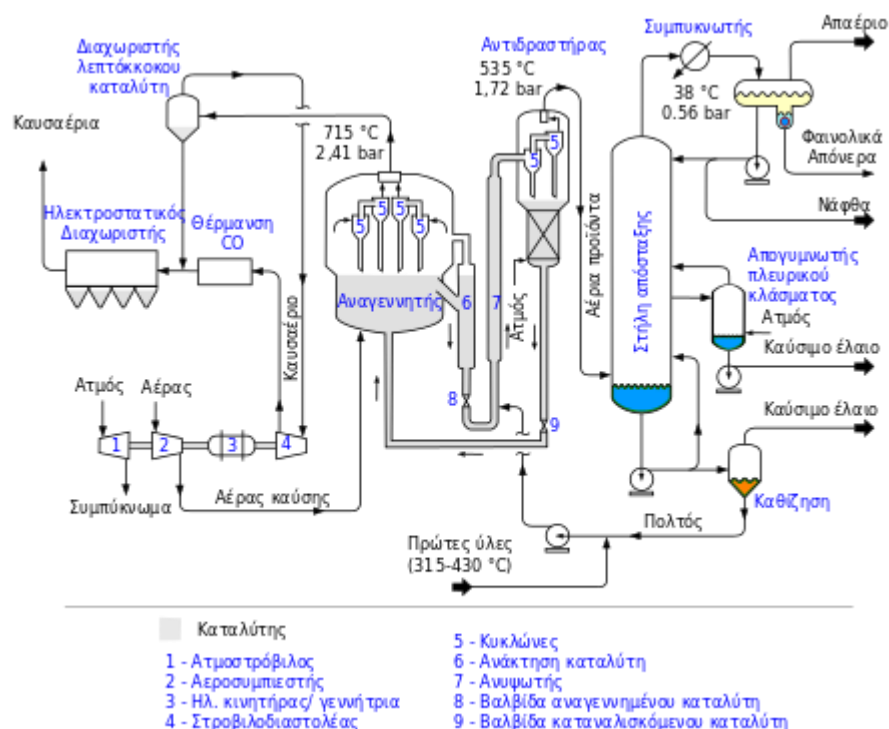 Διαχωριστής
λεπτόκκοκου
καταλύτη
Καυσαέρια
715 °C
2,41 bar
Αντιδραστήρας
535 °C
1,72 bar
Συμπυκνωτής
38 °C
0.56 bar
Απαέριο
Φαινολικά
Απόνερα
Νάφθα
Ηλεκτροστατικός
Διαχωριστής
Θέρμανση
CO
5
5
5
5
5
5
Αναγεννητής
6
7
Ατμός
Αέρια προϊόντα
Στήλη απόσταξης
Απογυμνωτής
πλευρικού
κλάσματος
Ατμός
Καύσιμο έλαιο
Καυσαέριο
Ατμός
Αέρας
1
2
3
4
8
9
Καύσιμο έλαιο
Συμπύκνωμα
Αέρας καύσης
Καθίζηση
Πολτός
Πρώτες ύλες
(315-430 °C)
Καταλύτης
1 - Ατμοστρόβιλος
2 - Αεροσυμπιεστής
3 - Ηλ. κινητήρας/ γεννήτρια
4 - Στροβιλοδιαστολέας
5 - Κυκλώνες
6 - Ανάκτηση καταλύτη
7 - Ανυψωτής
8 - Βαλβίδα αναγεννημένου καταλύτη
9 - Βαλβίδα καταναλισκόμενου καταλύτη